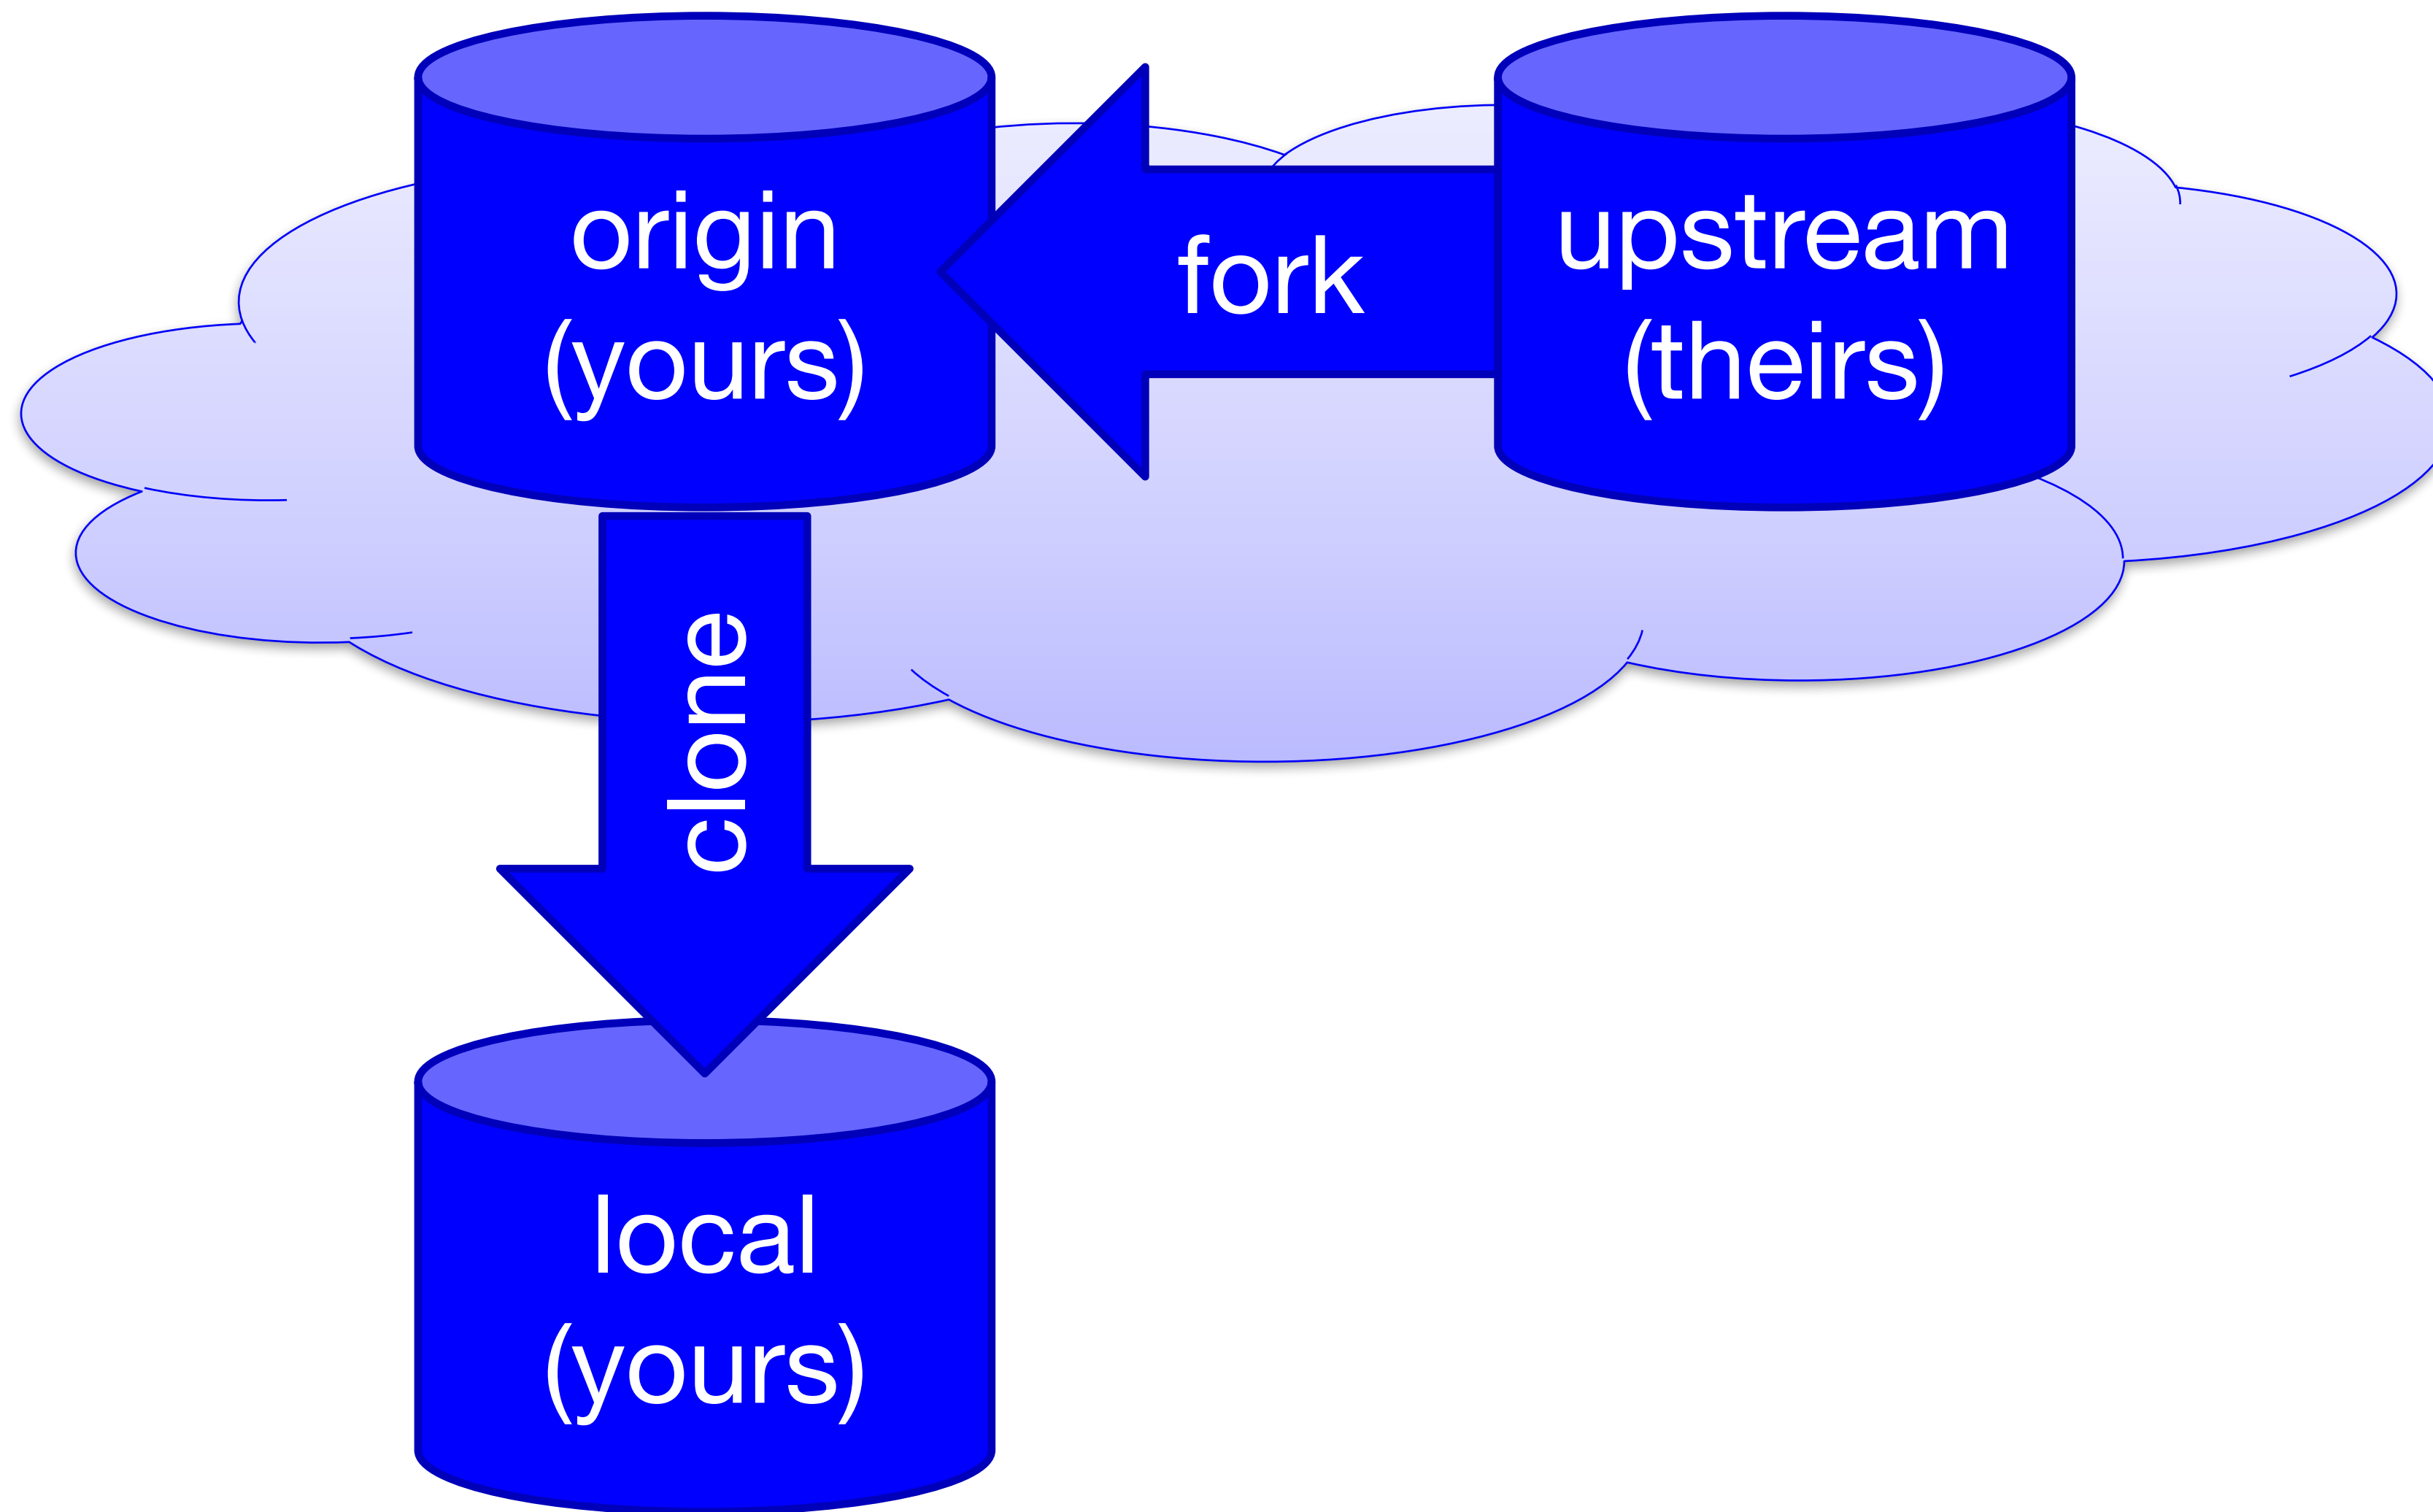 origin
(yours)
fork
upstream
(theirs)
clone
local
(yours)